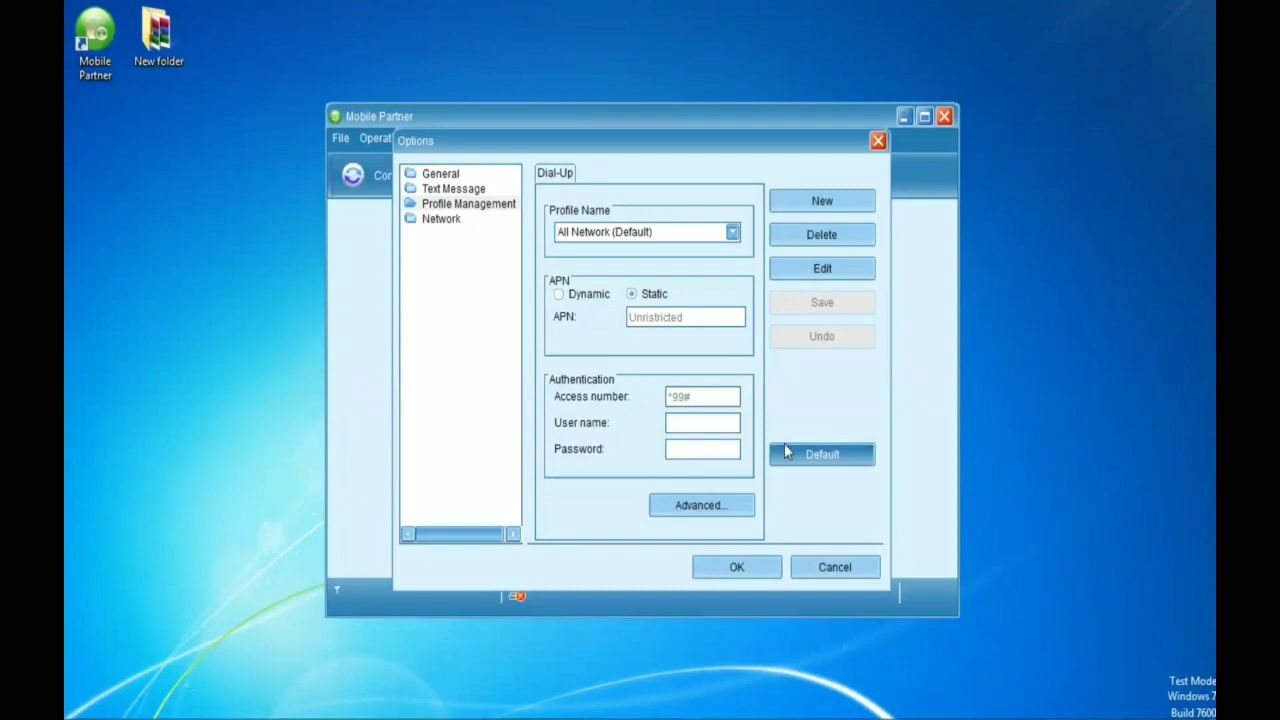 Mobile
Partner
New folder
Mobile Partner
File Operat
Options
Con
General
Text Message
Profile Management
Network
Dial-Up
Profile Name
All Network (Default)
APN
Dynamic Static
APN: Unristricted
Authentication
Access number: *99#
User name:
Password:
Advanced...
New
Delete
Edit
Save
Undo
Default
OK Cancel
Test Mode
Windows 7
Build 7600